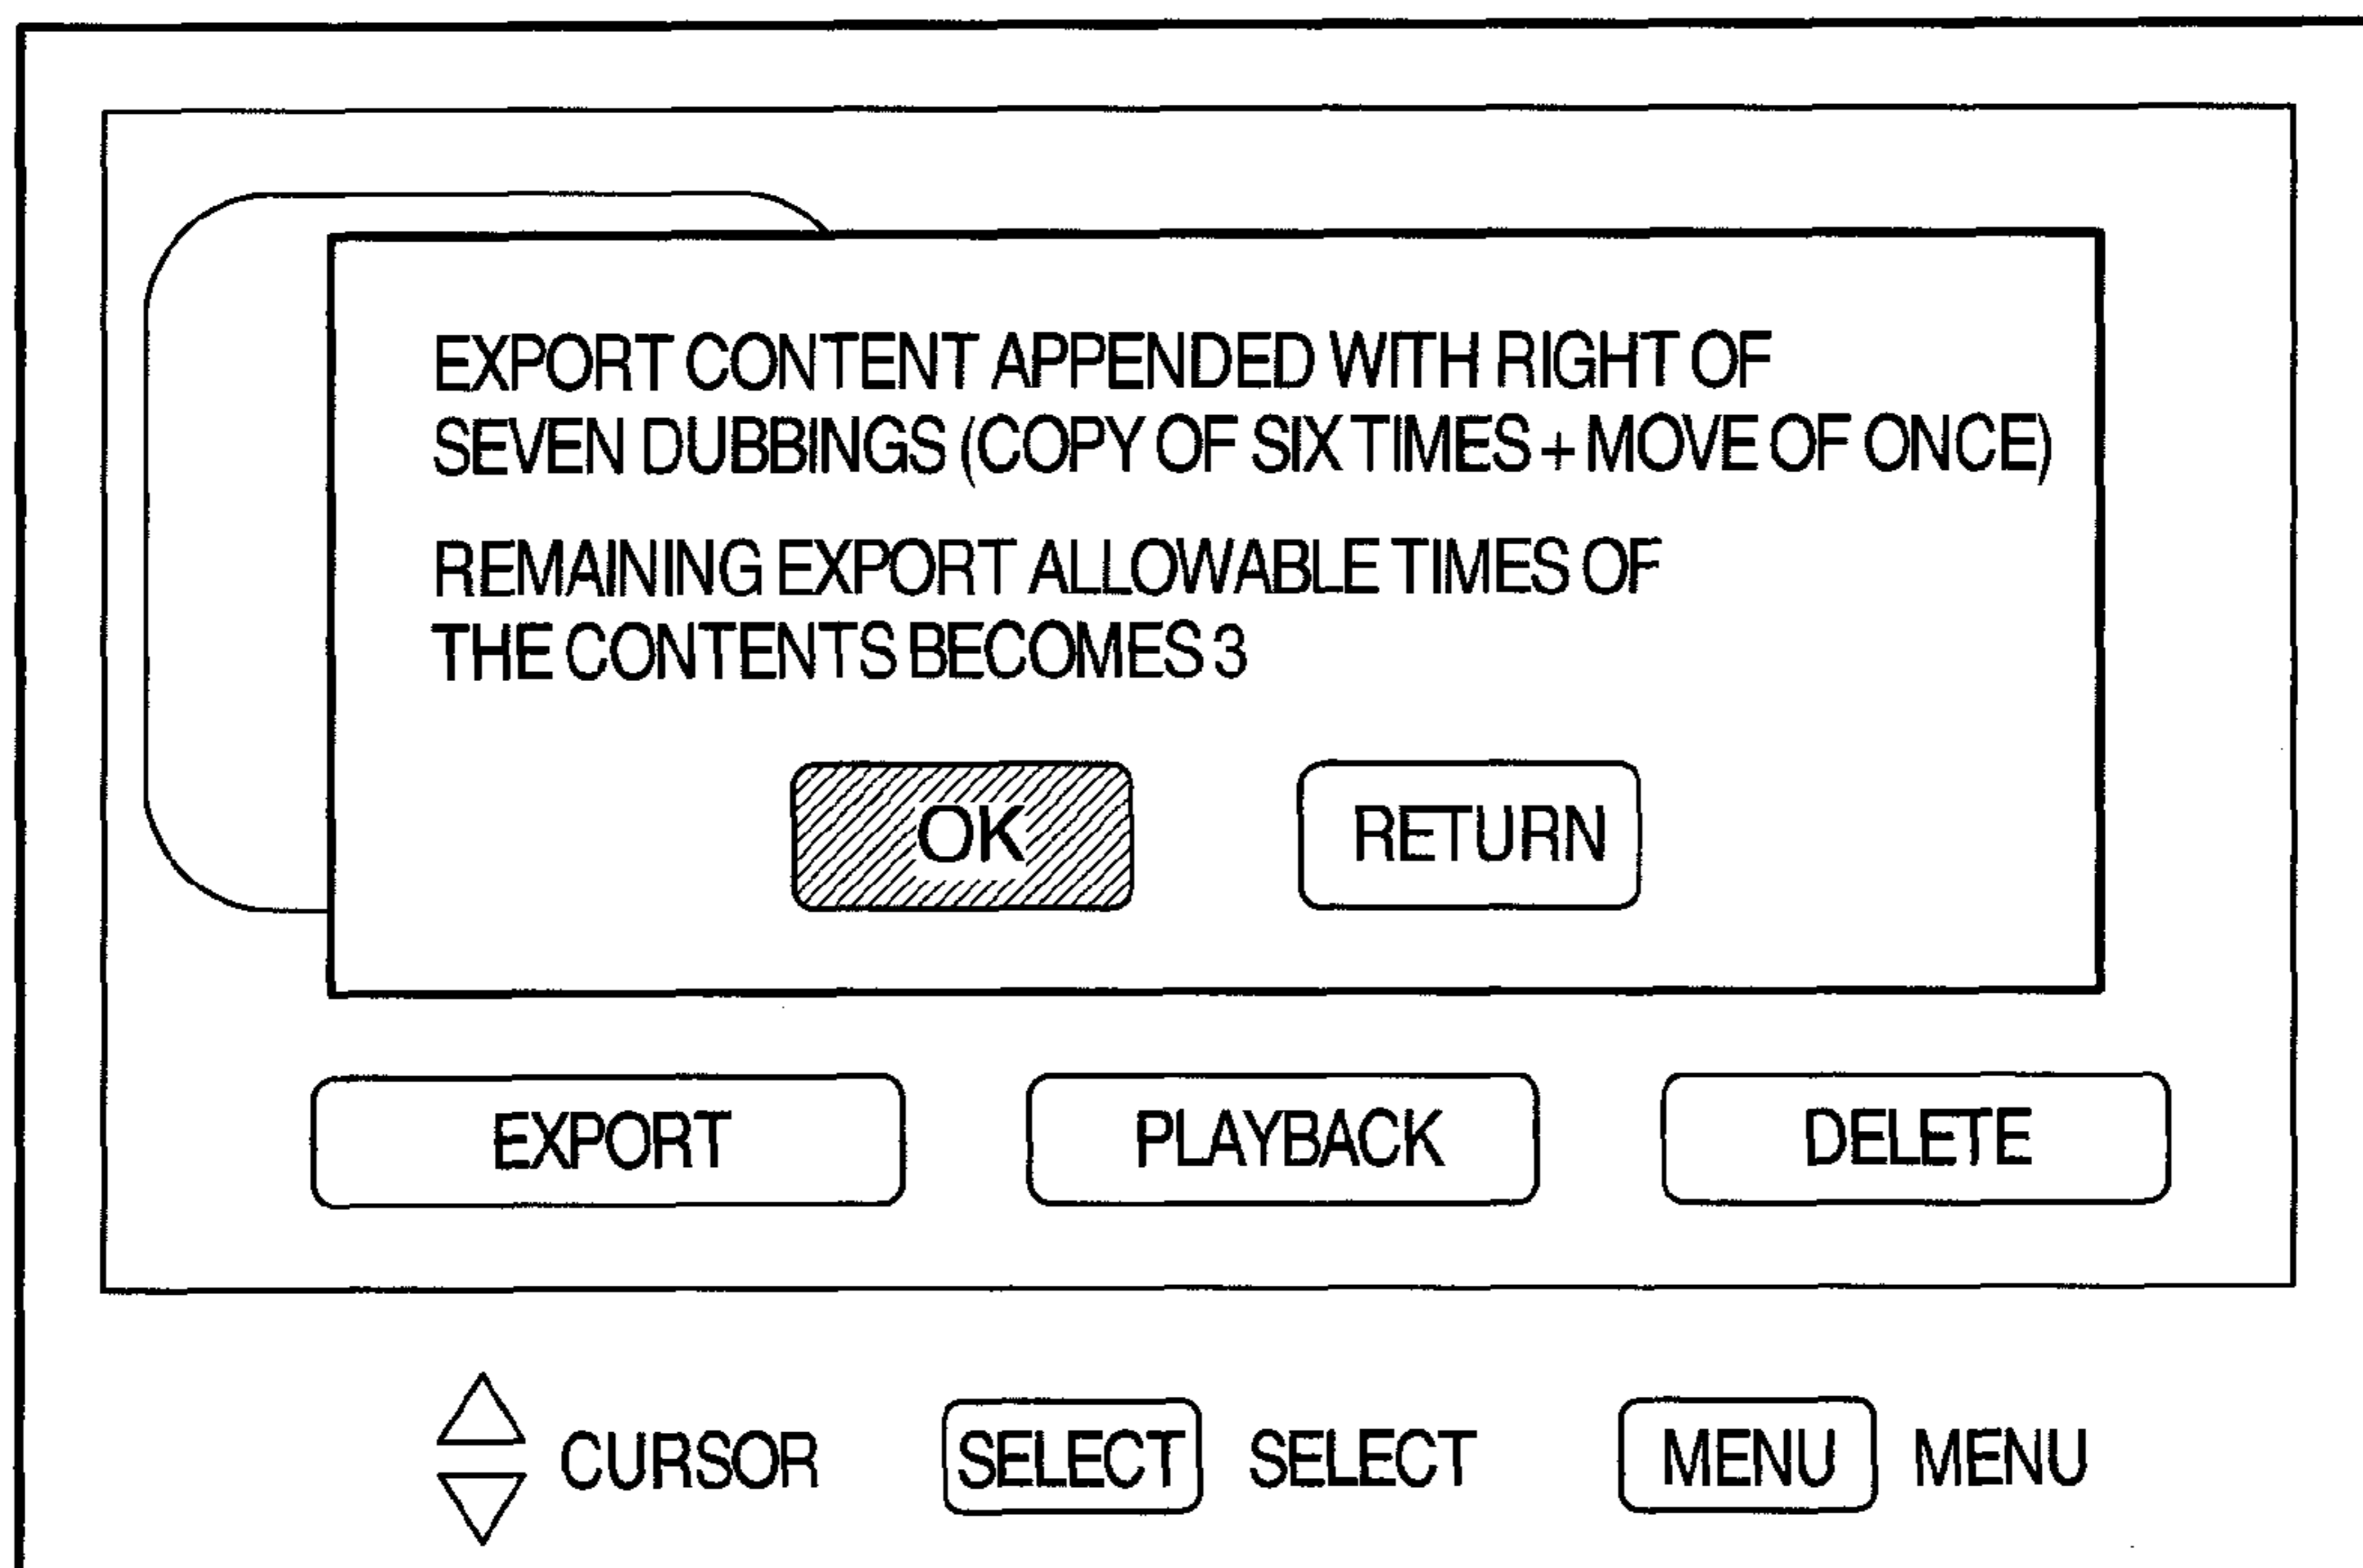 EXPORT CONTENT APPENDED WITH RIGHT OF
SEVEN DUBBINGS (COPY OF SIX TIMES + MOVE OF ONCE)
REMAINING EXPORT ALLOWABLE TIMES OF
THE CONTENTS BECOMES 3
OK RETURN
EXPORT PLAYBACK DELETE
CURSOR SELECT SELECT MENU MENU